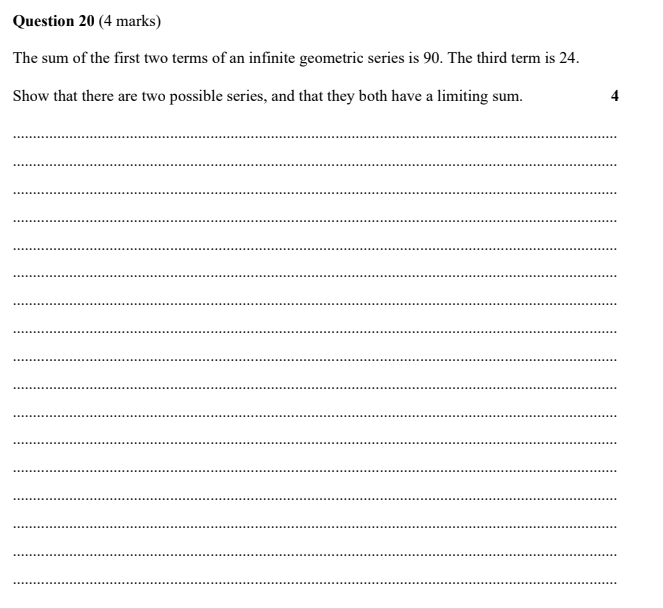 Question 20 (4 marks)
The sum of the first two terms of an infinite geometric series is 90. The third term is 24.
Show that there are two possible series, and that they both have a limiting sum. 4